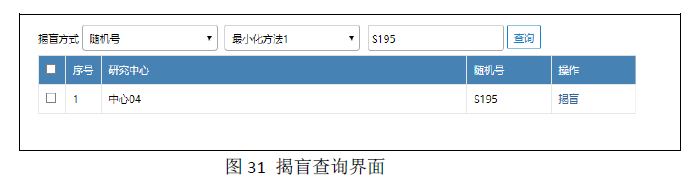 揭盲方式 随机号 最小化方法1 S195 查询
序号 研究中心 随机号 操作
1 中心04 S195 揭盲
图 31 揭盲查询界面